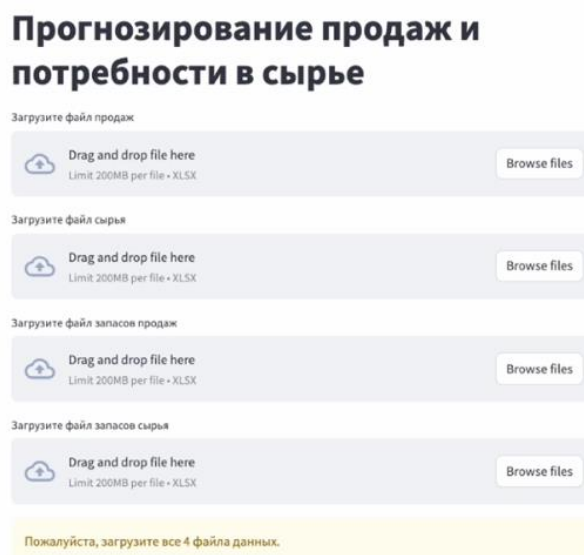 Прогнозирование продаж и
потребности в сырье
Загрузите файл продаж
Drag and drop file here
Browse files
Limit 200MB per file • XLSX
Загрузите файл сырья
Drag and drop file here
Browse files
Limit 200MB per file • XLSX
Загрузите файл запасов продаж
Drag and drop file here
Browse files
Limit 200MB per file • XLSX
Загрузите файл запасов сырья
Drag and drop file here
Browse files
Limit 200MB per file • XLSX
Пожалуйста, загрузите все 4 файла данных.